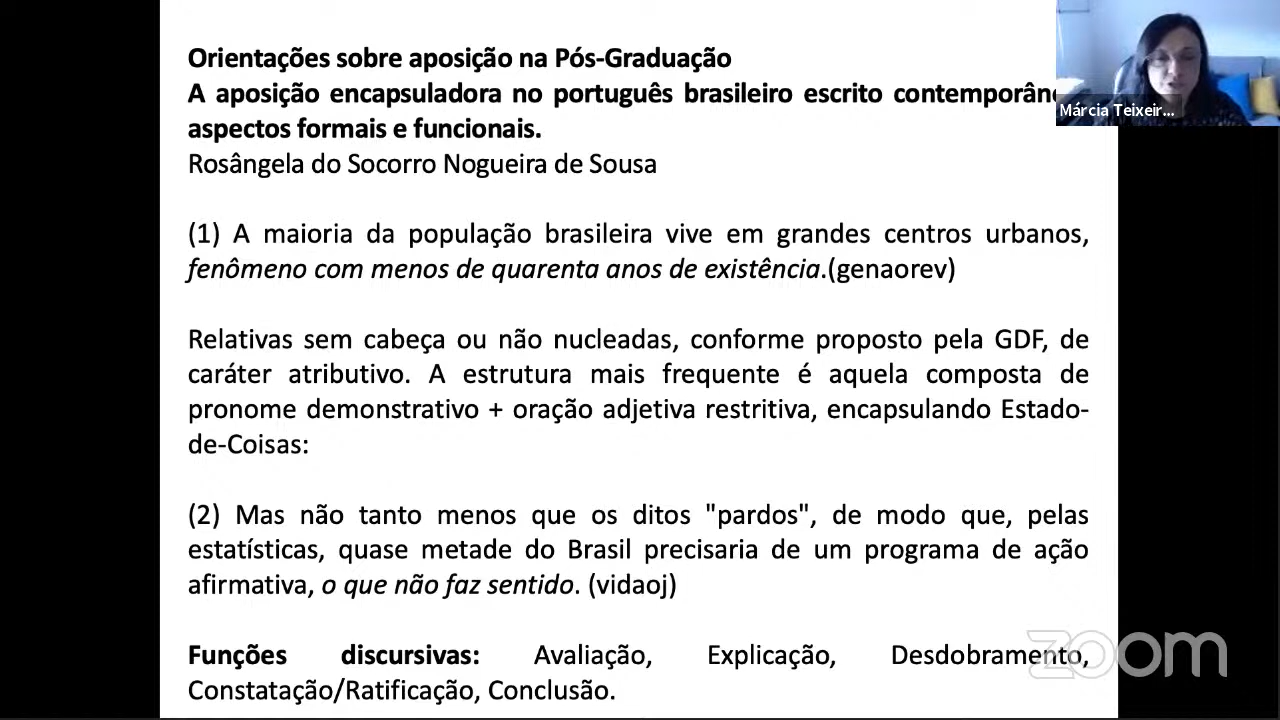 Orientações sobre aposição na Pós-Graduação
A aposição encapsuladora no português brasileiro escrito contemporân
aspectos formais e funcionais.
Rosângela do Socorro Nogueira de Sousa
(1) A maioria da população brasileira vive em grandes centros urbanos,
fenômeno com menos de quarenta anos de existência.(genaorev)
Relativas sem cabeça ou não nucleadas, conforme proposto pela GDF, de
caráter atributivo. A estrutura mais frequente é aquela composta de
pronome demonstrativo + oração adjetiva restritiva, encapsulando Estado-
de-Coisas:
(2) Mas não tanto menos que os ditos "pardos", de modo que, pelas
estatísticas, quase metade do Brasil precisaria de um programa de ação
afirmativa, o que não faz sentido. (vidaoj)
Funções discursivas: Avaliação, Explicação, Desdobramento,
Constatação/Ratificação, Conclusão.
Márcia Teixeir...
zoom